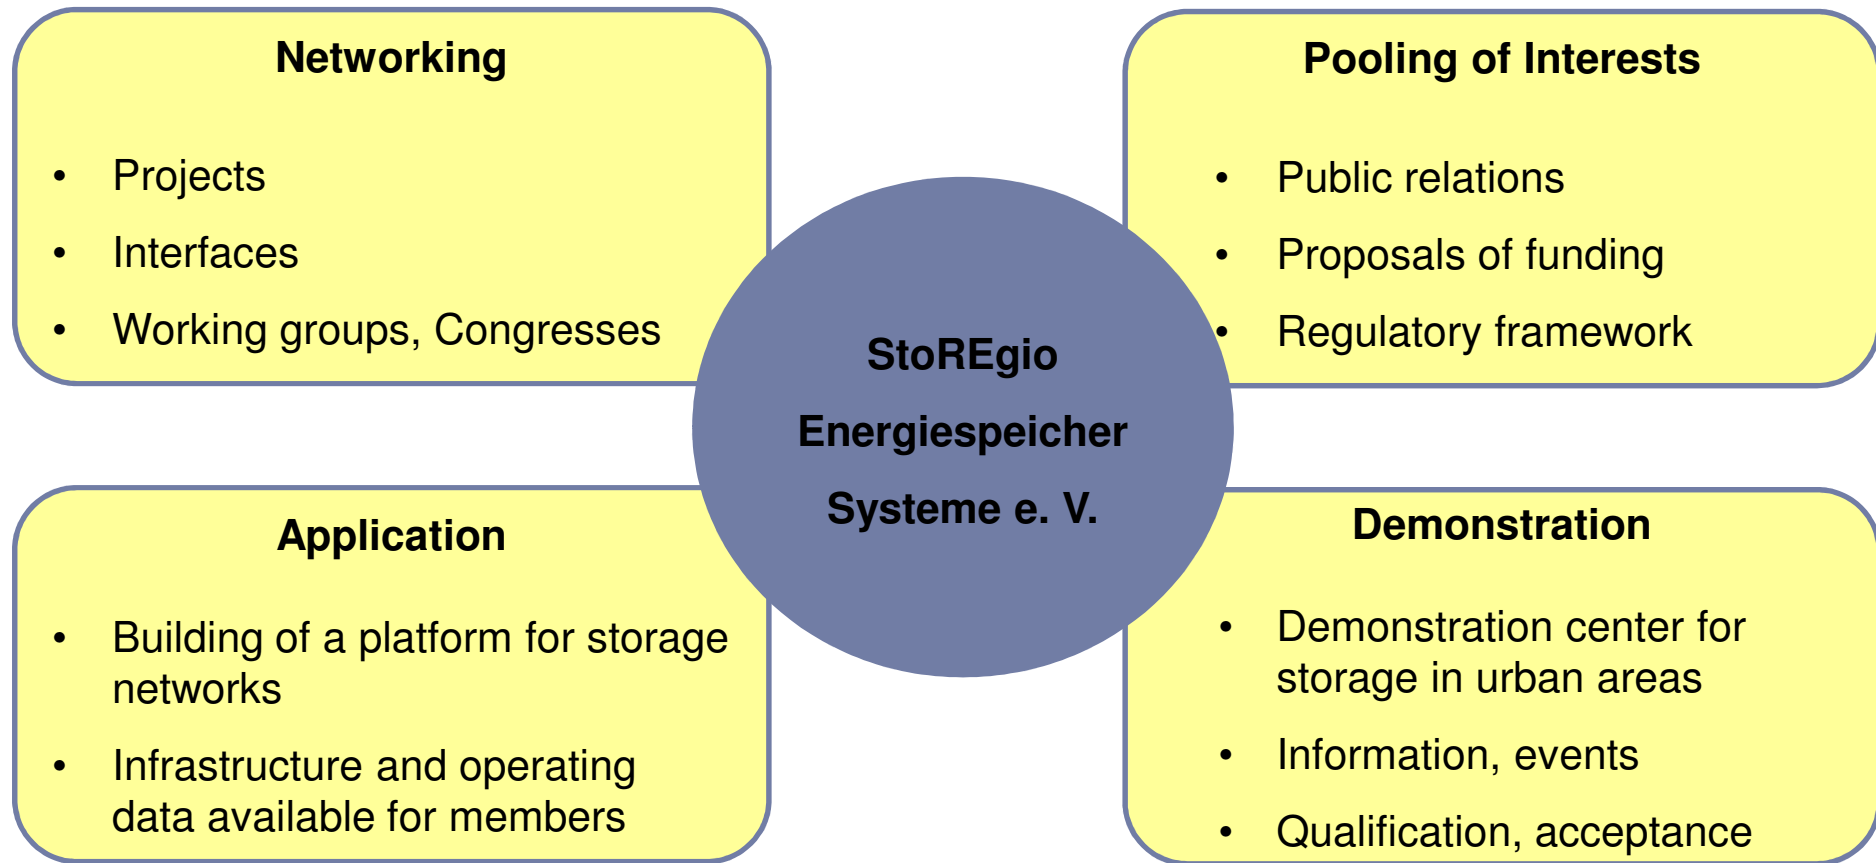 Networking
• Projects
• Interfaces
• Working groups, Congresses
Pooling of Interests
• Public relations
• Proposals of funding
• Regulatory framework
StoREgio
Energiespeicher
Systeme e. V.
Application
• Building of a platform for storage
networks
• Infrastructure and operating
data available for members
Demonstration
• Demonstration center for
storage in urban areas
• Information, events
• Qualification, acceptance